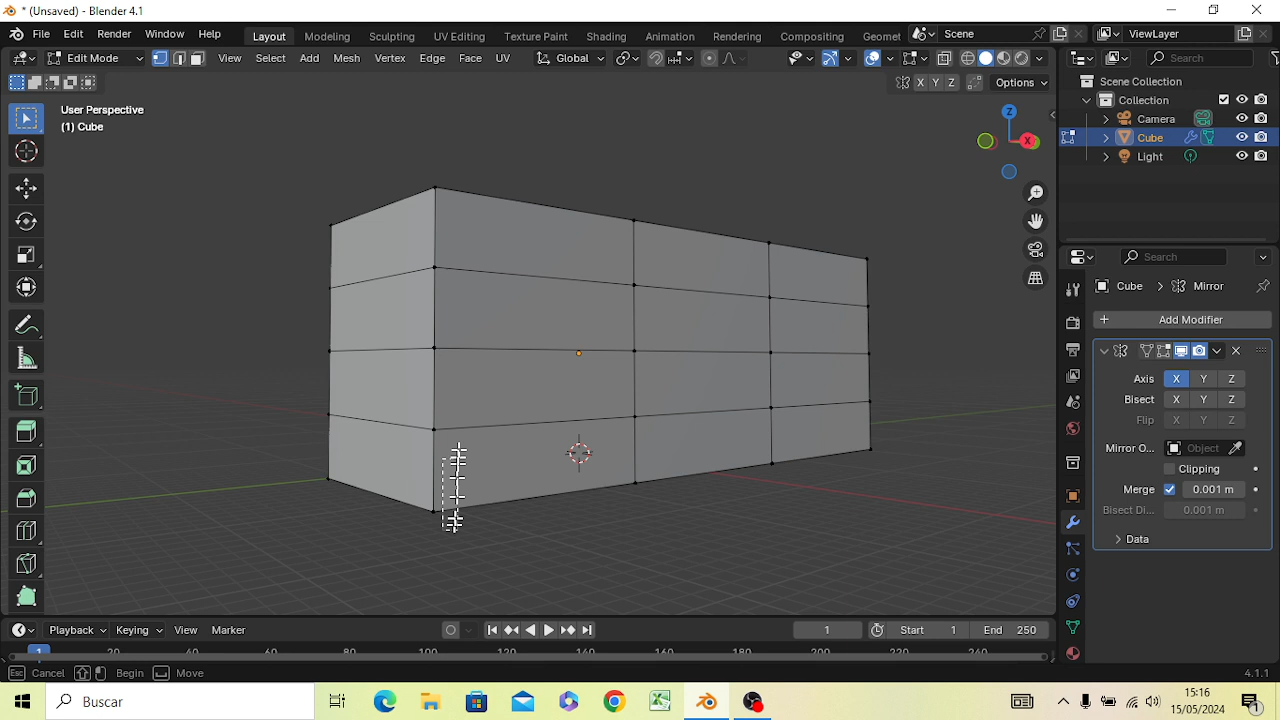 * (Unsaved) - Blender 4.1
File Edit Render Window Help Layout Modeling Sculpting UV Editing Texture Paint Shading Animation Rendering Compositing Geomet Scene ViewLayer
Edit Mode View Select Add Mesh Vertex Edge Face UV Global Search
X Y Z Options
User Perspective
(1) Cube
Z
X
Scene Collection
Collection
Camera
Cube
Light
Search
Cube > Mirror
+ Add Modifier
Axis X Y Z
Bisect X Y Z
Flip X Y Z
Mirror O... Object
Clipping
Merge 0.001 m
Bisect Di... 0.001 m
Data
Playback Keying View Marker 1 Start 1 End 250
1 20 40 60 80 100 120 140 160 180 200 220 240
Esc Cancel Begin Move 4.1.1
Buscar
15:16
15/05/2024
1